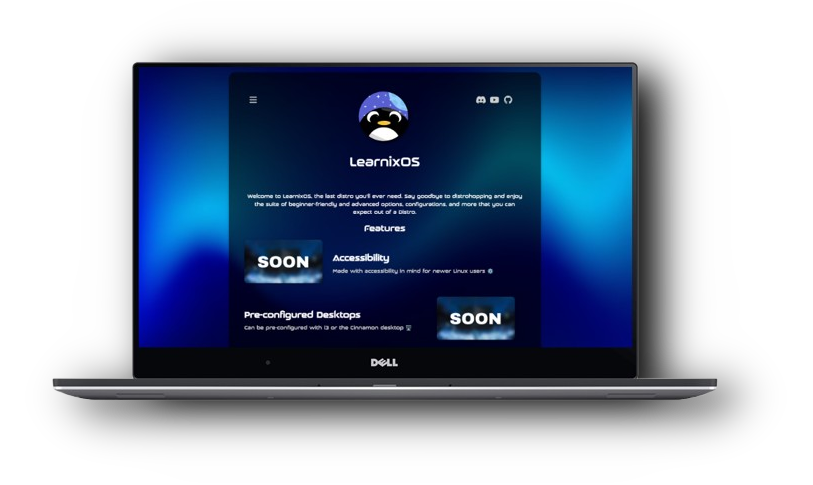 LearnixOS
Welcome to LearnixOS, the last distro you'll ever need. Say goodbye to distrohopping and enjoy
the suite of beginner-friendly and advanced options, configurations, and more that you can
expect out of a Distro.
Features
SOON
Accessibility
Made with accessibility in mind for newer Linux users
Pre-configured Desktops
Can be pre-configured with i3 or the Cinnamon desktop
SOON
DELL